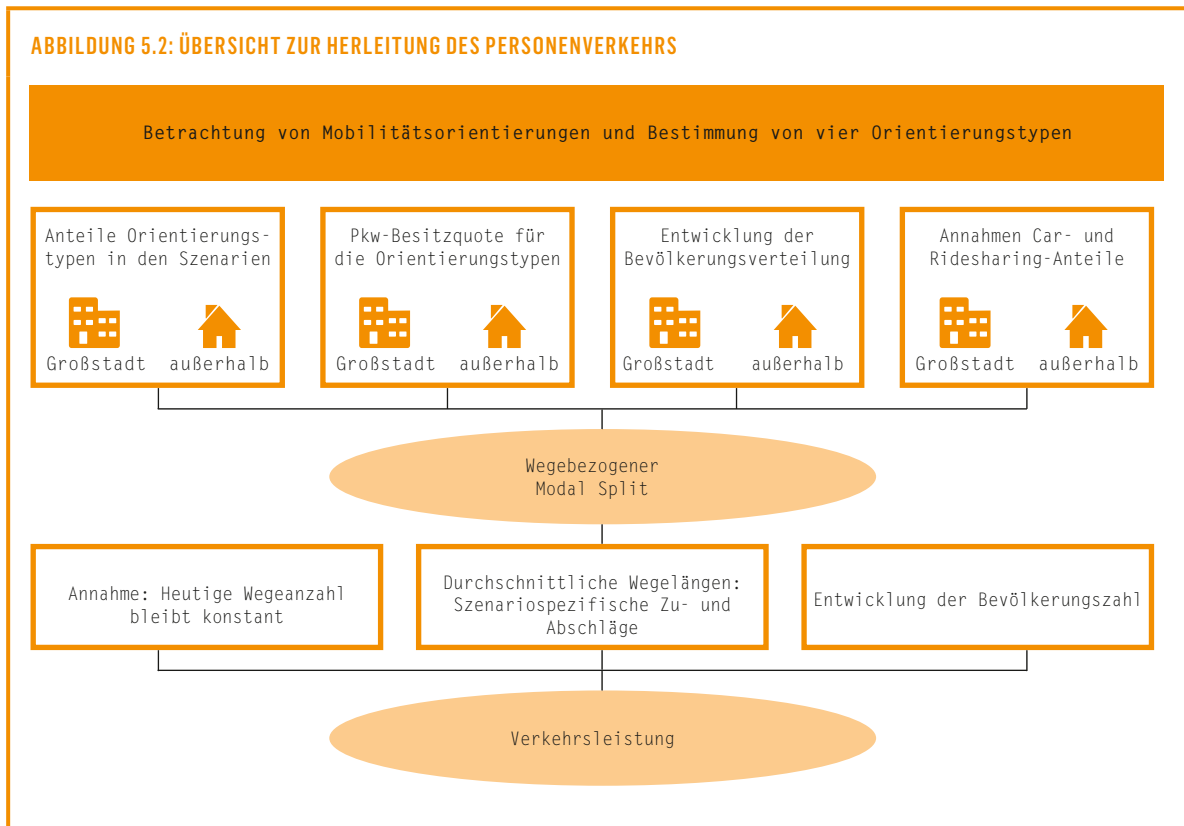 ABBILDUNG 5.2: ÜBERSICHT ZUR HERLEITUNG DES PERSONENVERKEHRS
Betrachtung von Mobilitätsorientierungen und Bestimmung von vier Orientierungstypen
Anteile Orientierungs-
typen in den Szenarien
Großstadt außerhalb
Pkw-Besitzquote für
die Orientierungstypen
Großstadt außerhalb
Entwicklung der
Bevölkerungsverteilung
Großstadt außerhalb
Annahmen Car- und
Ridesharing-Anteile
Großstadt außerhalb
Wegebezogener
Modal Split
Annahme: Heutige Wegeanzahl
bleibt konstant
Durchschnittliche Wegelängen:
Szenariospezifische Zu- und
Abschläge
Entwicklung der Bevölkerungszahl
Verkehrsleistung